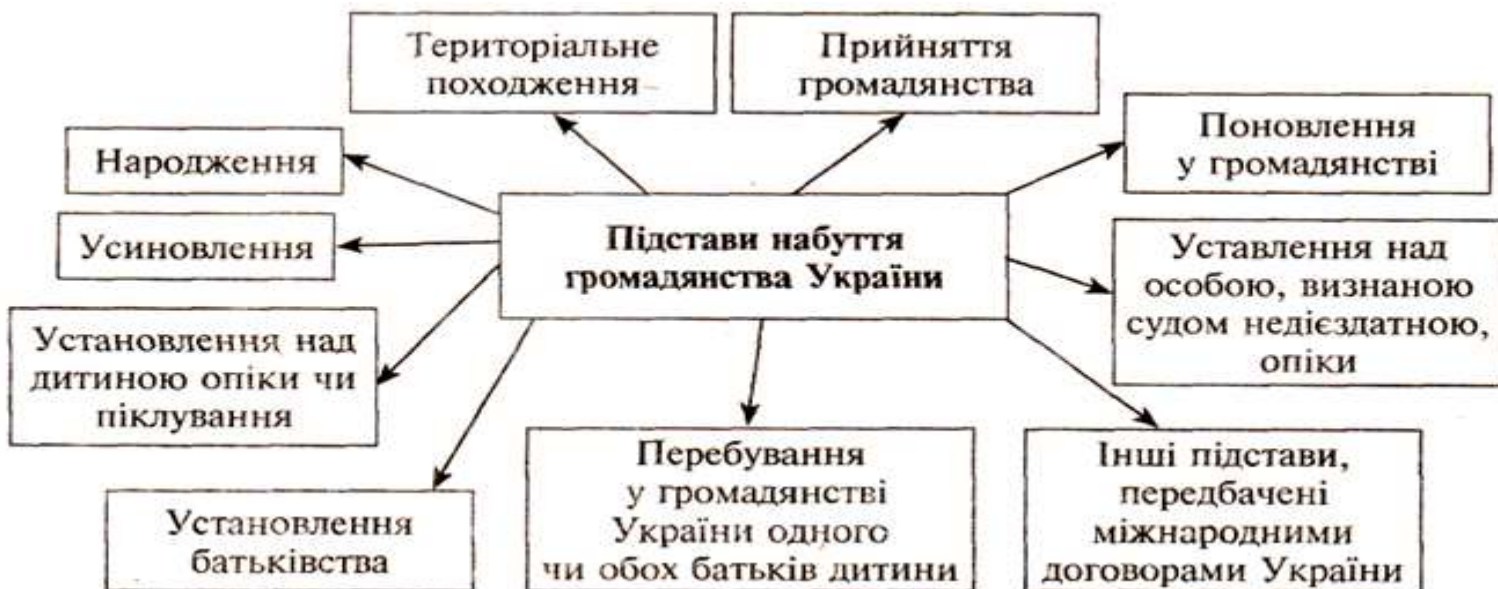 Територіальне
походження
Прийняття
громадянства
Поновлення
у громадянстві
Народження
Усиновлення
Підстави набуття
громадянства України
Уставлення над
особою, визнаною
судом недієздатною,
опіки
Установлення над
дитиною опіки чи
піклування
Установлення
батьківства
Перебування
у громадянстві
України одного
чи обох батьків дитини
Інші підстави,
передбачені
міжнародними
договорами України